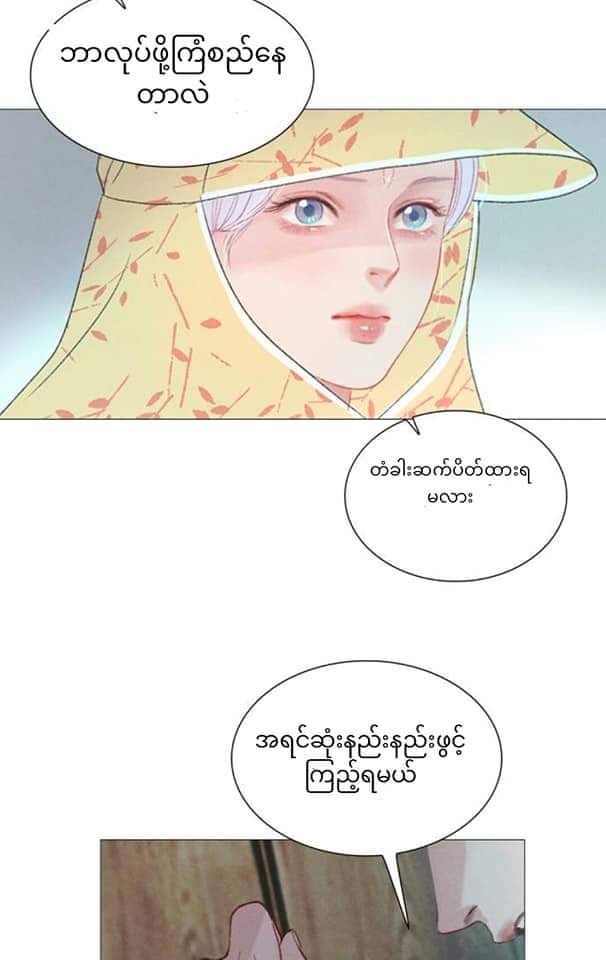 ဘာလုပ်ဖို့ကြံစည်နေ
တာလဲ
တံခါးဆက်ပိတ်ထားရ
မလား
အရင်ဆုံးနည်းနည်းဖွင့်
ကြည့်ရမယ်